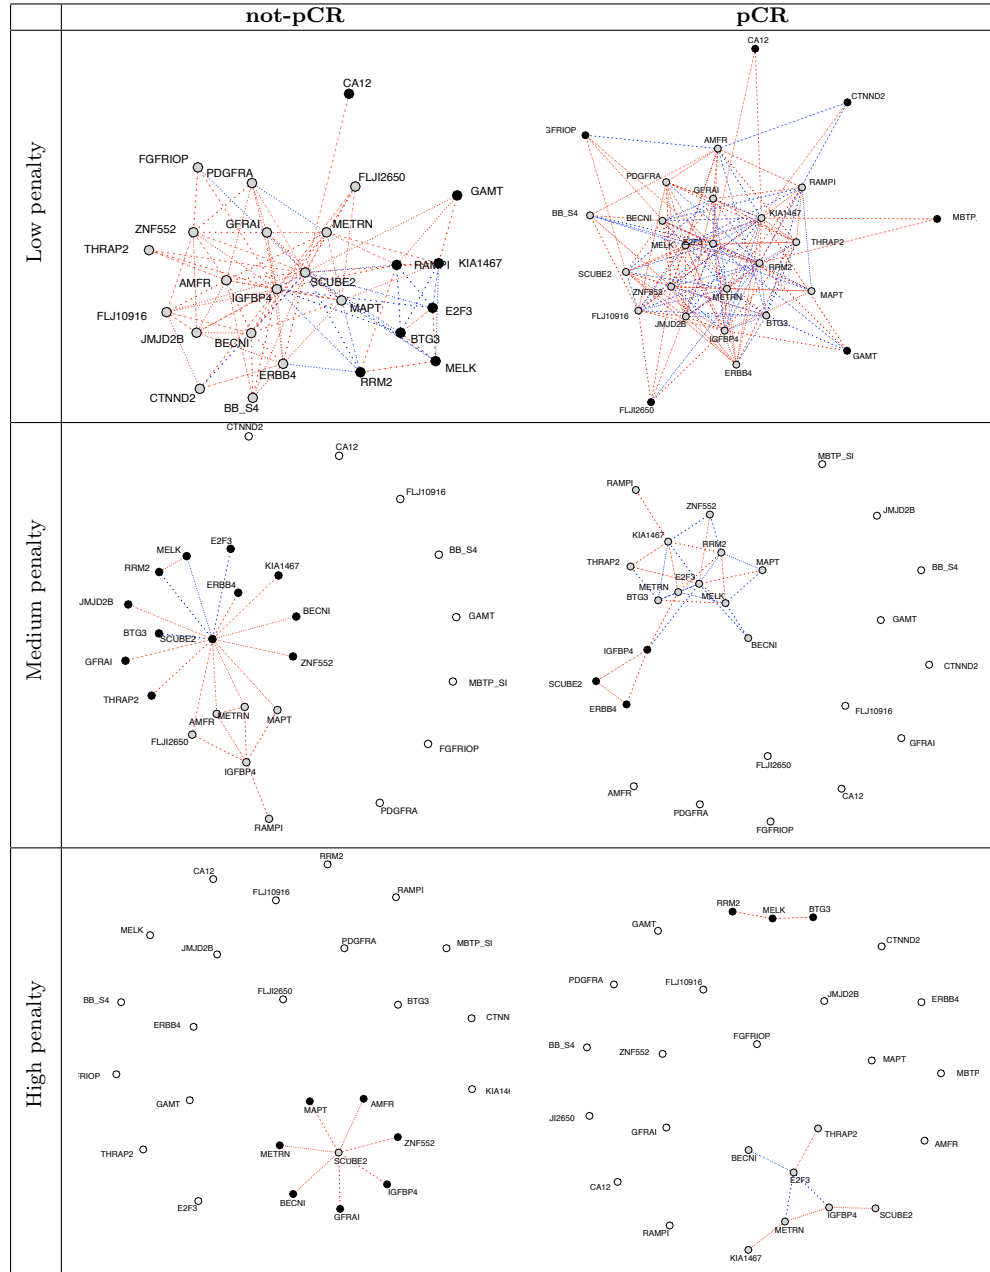 not-pCR pCR
Low penalty
CA12
FGFRIOP
PDGFRA
FLJI2650
GAMT
ZNF552
GFRAI
METRN
THRAP2
RAMPI
KIA1467
AMFR
SCUBE2
IGFBP4
MAPT
E2F3
FLJ10916
JMJD2B
BECNI
BTG3
ERBB4
MELK
RRM2
CTNND2
BB_S4
CA12
CTNND2
GFRIOP
AMFR
PDGFRA
RAMPI
GFRAI
BB_S4
BECNI
KIA1467
MBTP_
MELK
E2F3
THRAP2
RRM2
SCUBE2
ZNF552
METRN
MAPT
FLJ10916
JMJD2B
BTG3
IGFBP4
GAMT
ERBB4
FLJI2650
Medium penalty
CTNND2
CA12
FLJ10916
E2F3
MELK
BB_S4
RRM2
KIA1467
ERBB4
JMJD2B
BECNI
GAMT
BTG3
SCUBE2
GFRAI
ZNF552
THRAP2
MBTP_SI
AMFR
METRN
MAPT
FLJI2650
FGFRIOP
IGFBP4
PDGFRA
RAMPI
MBTP_SI
RAMPI
ZNF552
JMJD2B
KIA1467
RRM2
THRAP2
MAPT
BB_S4
E2F3
METRN
BTG3
MELK
GAMT
BECNI
IGFBP4
CTNND2
SCUBE2
ERBB4
FLJ10916
GFRAI
FLJI2650
AMFR
CA12
PDGFRA
FGFRIOP
High penalty
RRM2
CA12
FLJ10916
RAMPI
MELK
JMJD2B
PDGFRA
MBTP_SI
FLJI2650
BB_S4
BTG3
ERBB4
CTNN
FRIOP
KIA146
GAMT
MAPT
AMFR
METRN
ZNF552
THRAP2
SCUBE2
BECNI
IGFBP4
E2F3
GFRAI
RRM2
MELK
BTG3
GAMT
CTNND2
PDGFRA
FLJ10916
JMJD2B
ERBB4
FGFRIOP
BB_S4
ZNF552
MAPT
MBTP
JI2650
GFRAI
THRAP2
AMFR
BECNI
E2F3
CA12
IGFBP4
SCUBE2
METRN
RAMPI
KIA1467